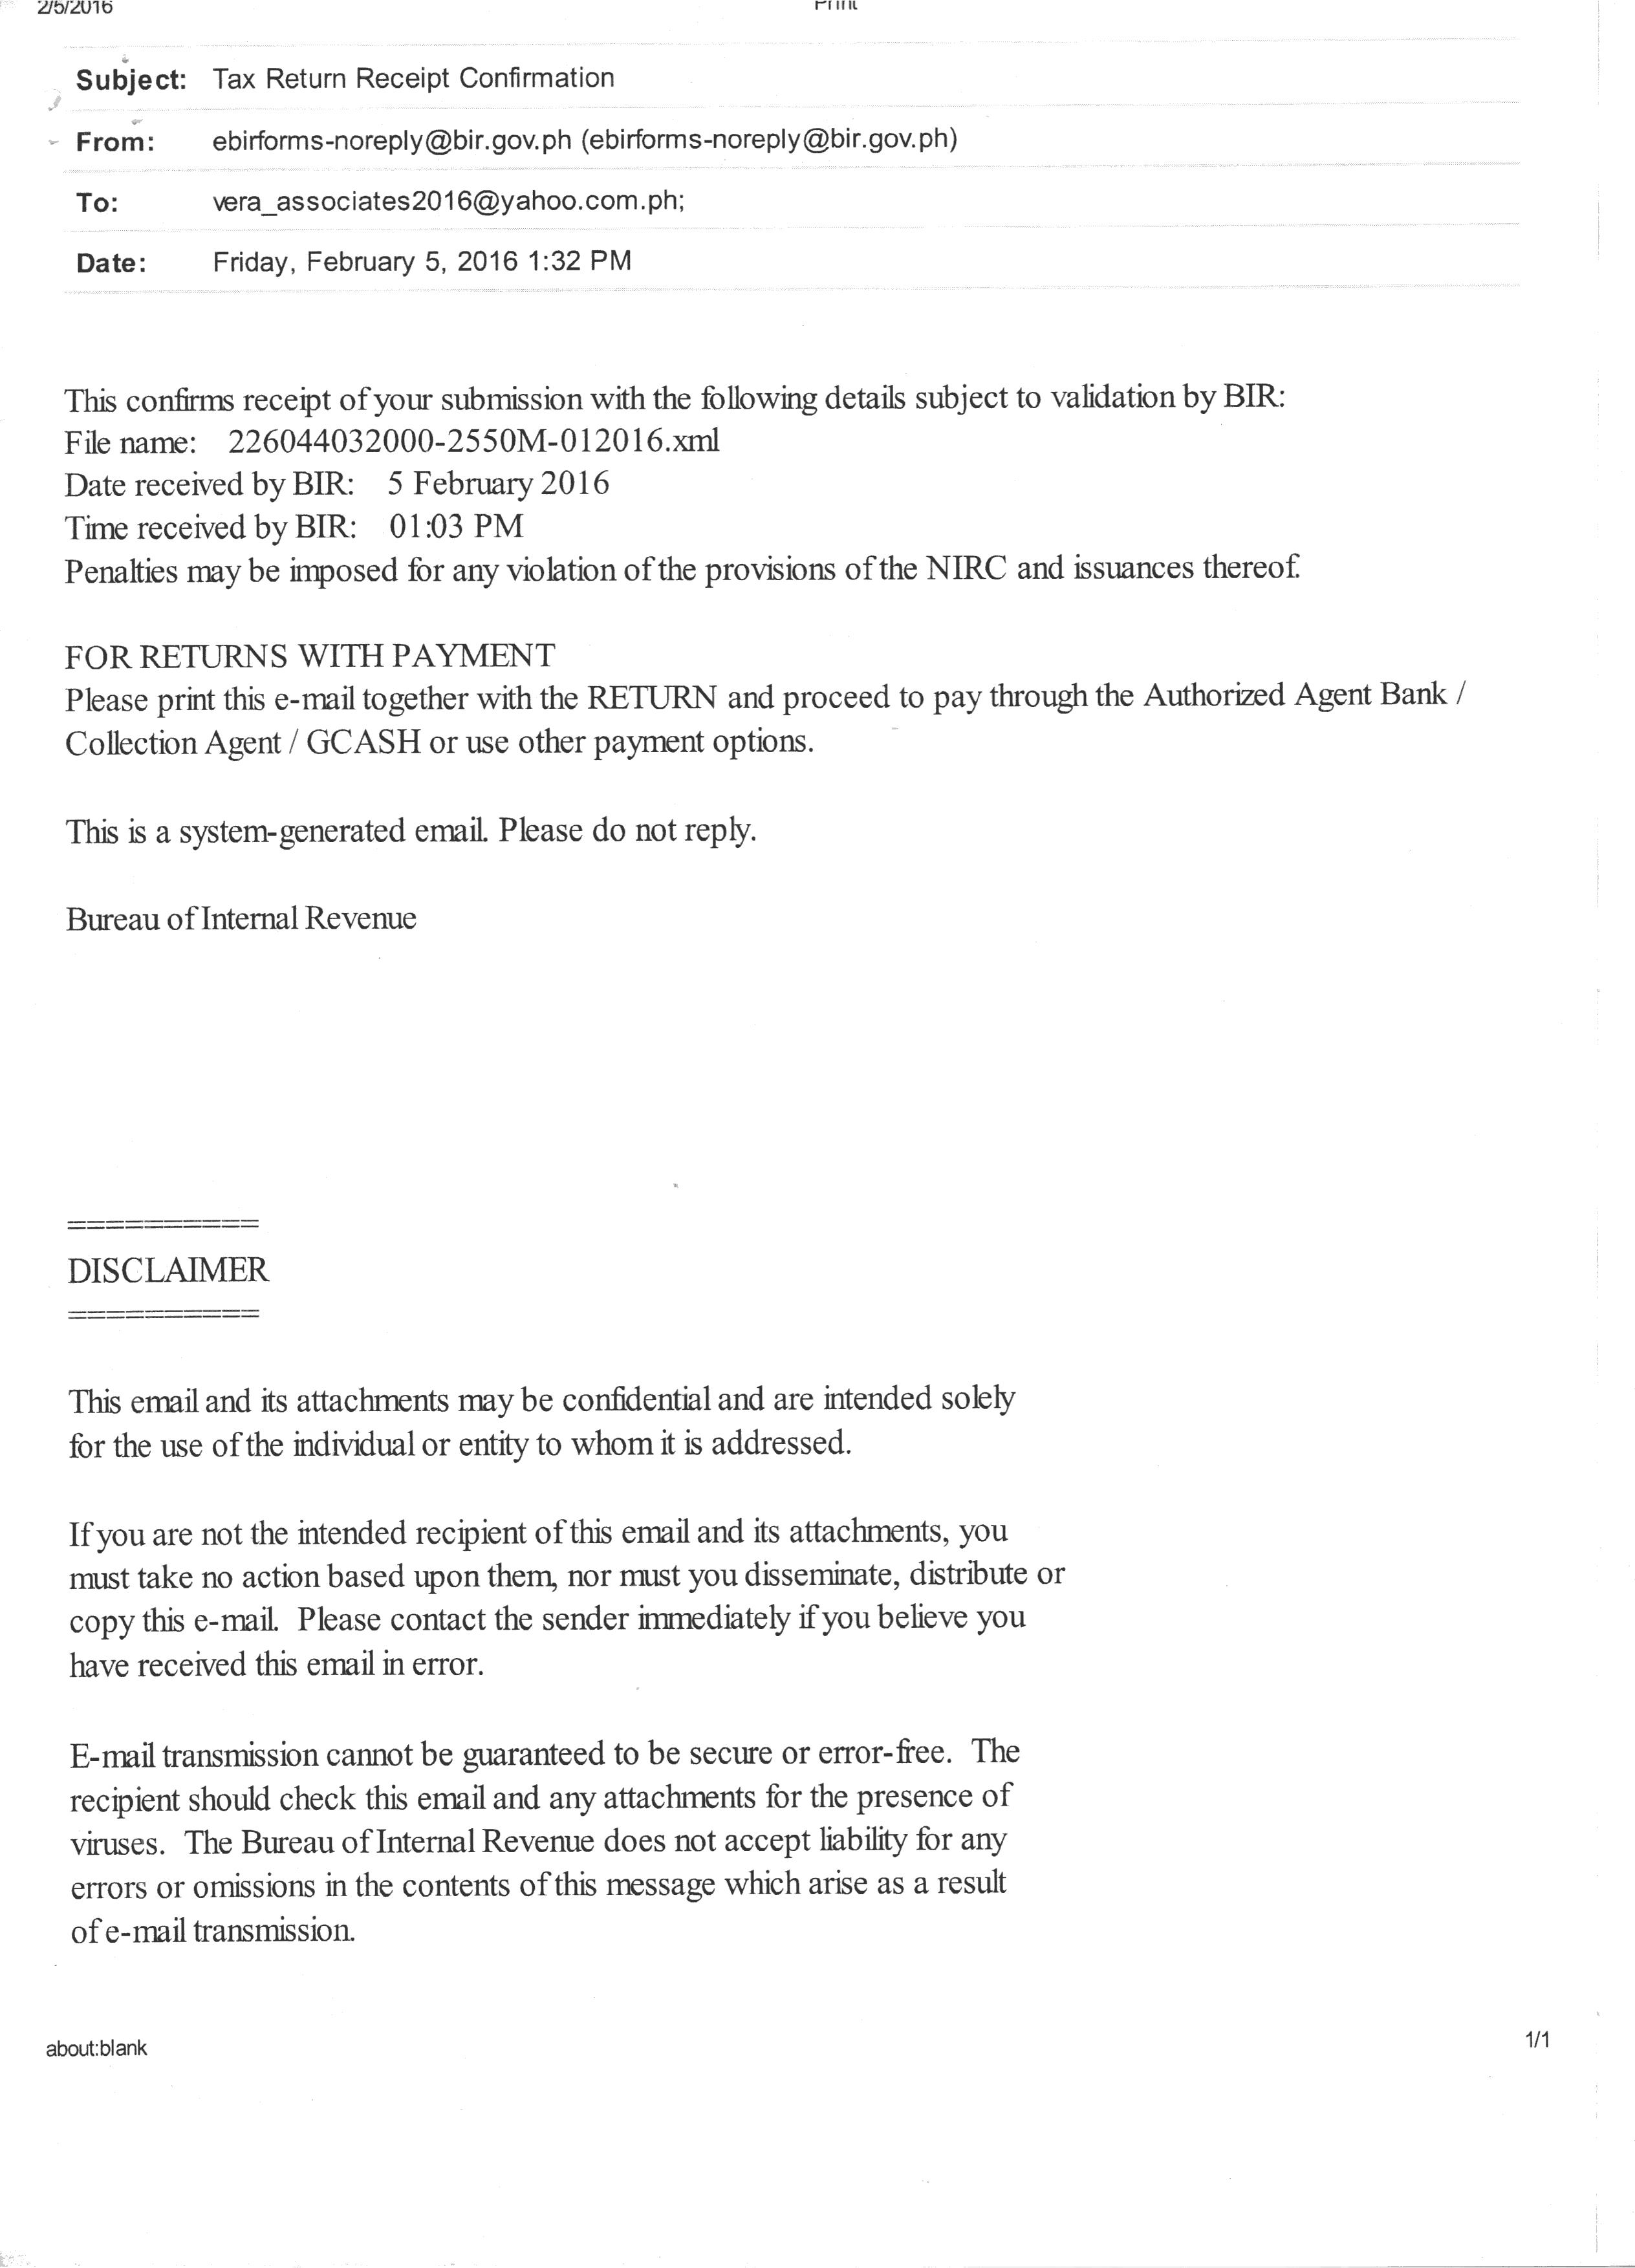 2/5/2016 Print
Subject: Tax Return Receipt Confirmation
From: ebirforms-noreply@bir.gov.ph (ebirforms-noreply@bir.gov.ph)
To: vera_associates2016@yahoo.com.ph;
Date: Friday, February 5, 2016 1:32 PM
This confirms receipt of your submission with the following details subject to validation by BIR:
File name: 226044032000-2550M-012016.xml
Date received by BIR: 5 February 2016
Time received by BIR: 01:03 PM
Penalties may be imposed for any violation of the provisions of the NIRC and issuances thereof.
FOR RETURNS WITH PAYMENT
Please print this e-mail together with the RETURN and proceed to pay through the Authorized Agent Bank /
Collection Agent / GCASH or use other payment options.
This is a system-generated email. Please do not reply.
Bureau of Internal Revenue
==========
DISCLAIMER
==========
This email and its attachments may be confidential and are intended solely
for the use of the individual or entity to whom it is addressed.
If you are not the intended recipient of this email and its attachments, you
must take no action based upon them, nor must you disseminate, distribute or
copy this e-mail. Please contact the sender immediately if you believe you
have received this email in error.
E-mail transmission cannot be guaranteed to be secure or error-free. The
recipient should check this email and any attachments for the presence of
viruses. The Bureau of Internal Revenue does not accept liability for any
errors or omissions in the contents of this message which arise as a result
of e-mail transmission.
about:blank 1/1